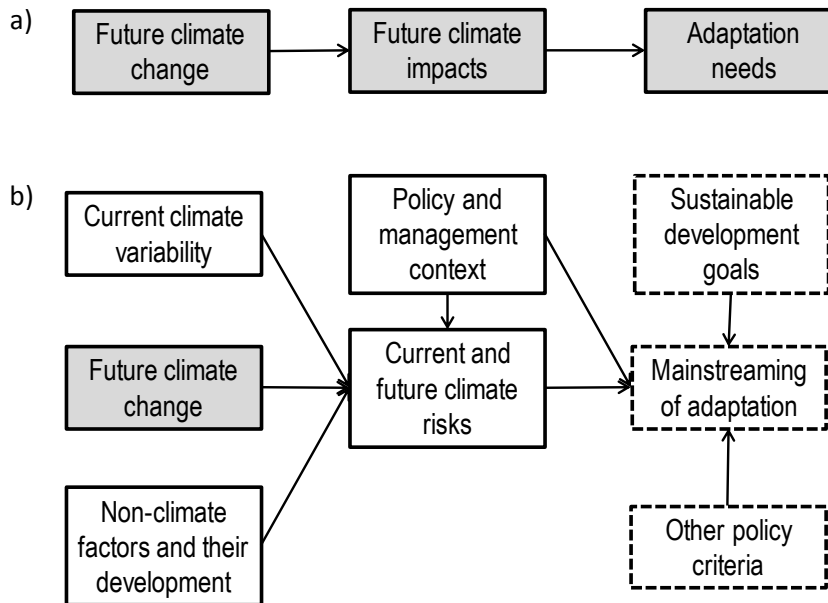 a)
Future climate
change
Future climate
impacts
Adaptation
needs
b)
Current climate
variability
Policy and
management
context
Sustainable
development
goals
Future climate
change
Current and
future climate
risks
Mainstreaming
of adaptation
Non-climate
factors and their
development
Other policy
criteria